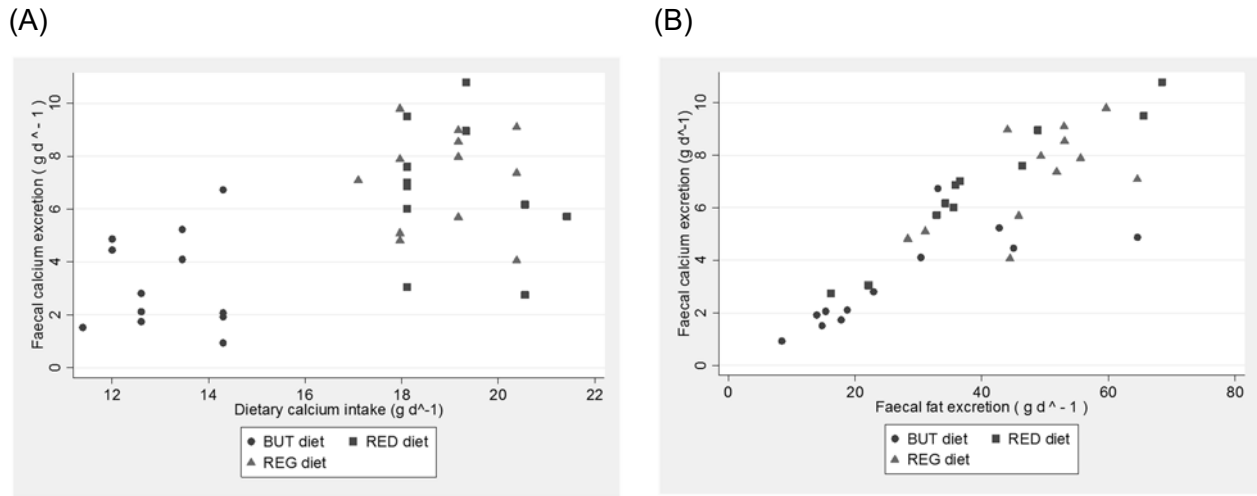 (A)
Faecal calcium excretion ( g d ^ - 1 )
10
8
6
4
2
0
12 14 16 18 20 22
Dietary calcium intake (g d^-1)
BUT diet RED diet
REG diet
(B)
Faecal calcium excretion (g d^-1)
10
8
6
4
2
0
0 20 40 60 80
Faecal fat excretion ( g d ^ - 1 )
BUT diet RED diet
REG diet